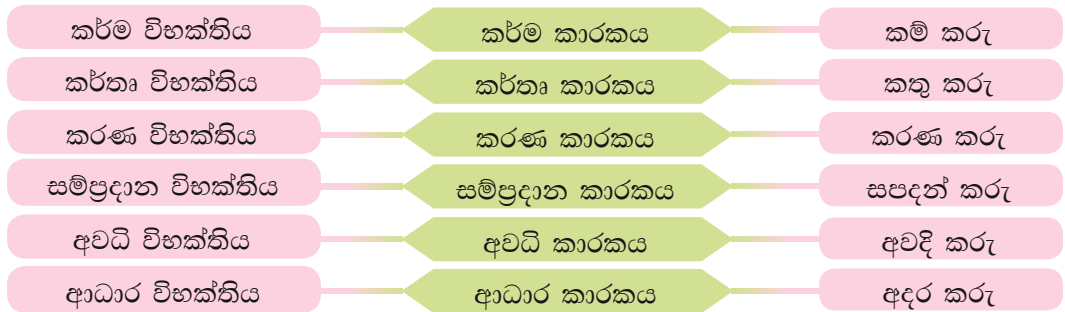 කර්ම විභක්තිය කර්ම කාරකය කම් කරු
කර්තෘ විභක්තිය කර්තෘ කාරකය කතු කරු
කරණ විභක්තිය කරණ කාරකය කරණ කරු
සම්ප්‍රදාන විභක්තිය සම්ප්‍රදාන කාරකය සපදන් කරු
අවධි විභක්තිය අවධි කාරකය අවදි කරු
ආධාර විභක්තිය ආධාර කාරකය අදර කරු